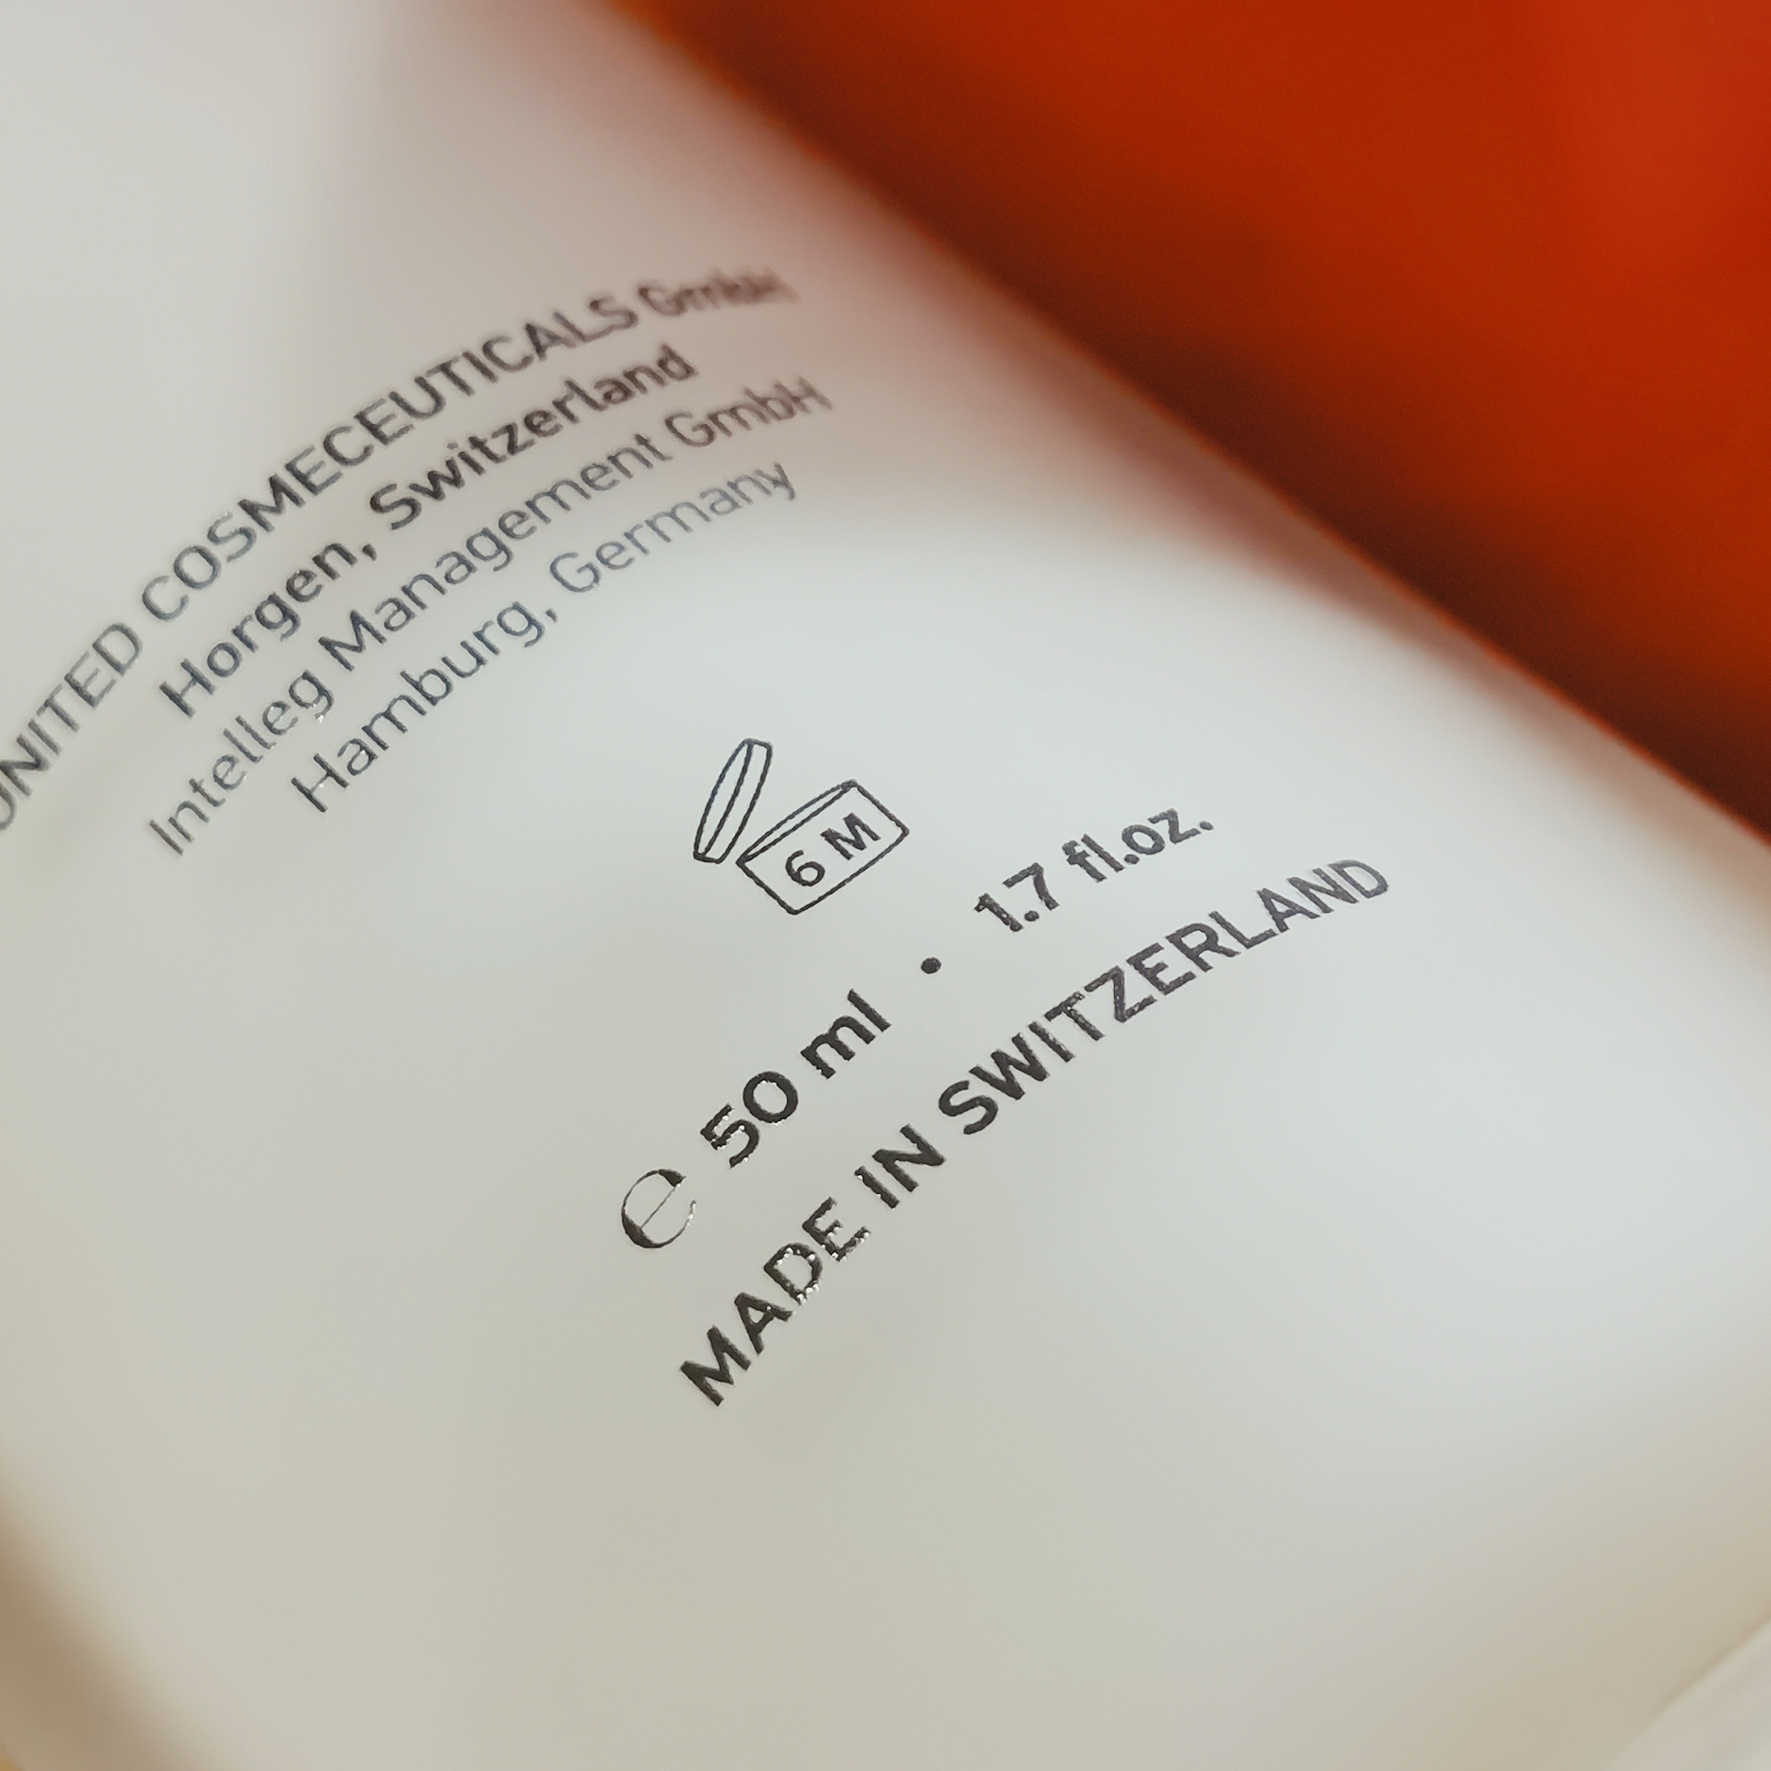 UNITED COSMECEUTICALS GmbH
Horgen, Switzerland
Intelleg Management GmbH
Hamburg, Germany
6 M
℮ 50 ml • 1.7 fl.oz.
MADE IN SWITZERLAND